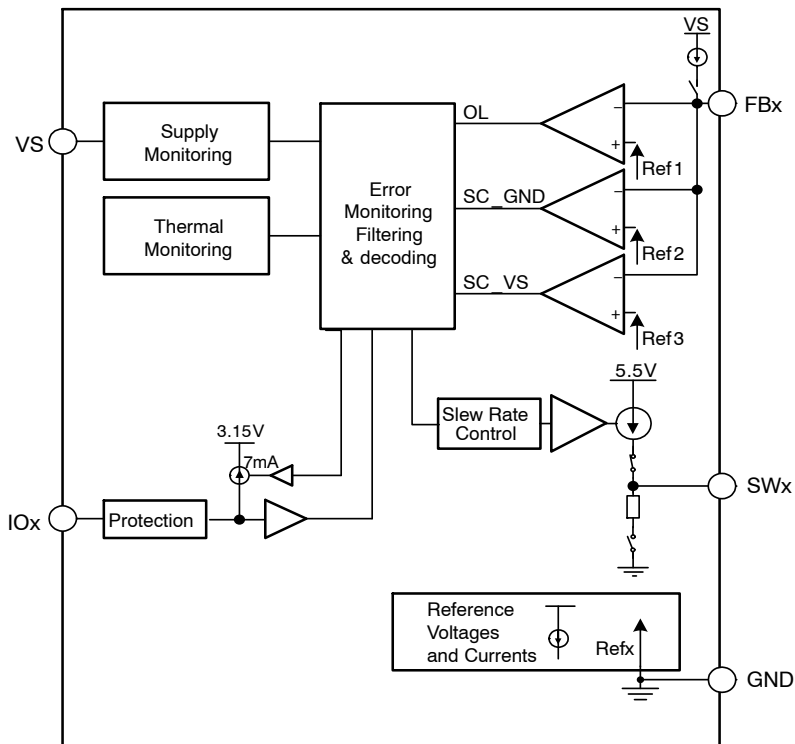 VS
FBx
VS
Supply
Monitoring
Thermal
Monitoring
Error
Monitoring
Filtering
& decoding
OL
–
+
Ref1
SC_GND
–
+
Ref2
SC_VS
–
+
Ref3
5.5V
Slew Rate
Control
3.15V
7mA
SWx
IOx
Protection
Reference
Voltages
and Currents
Refx
GND